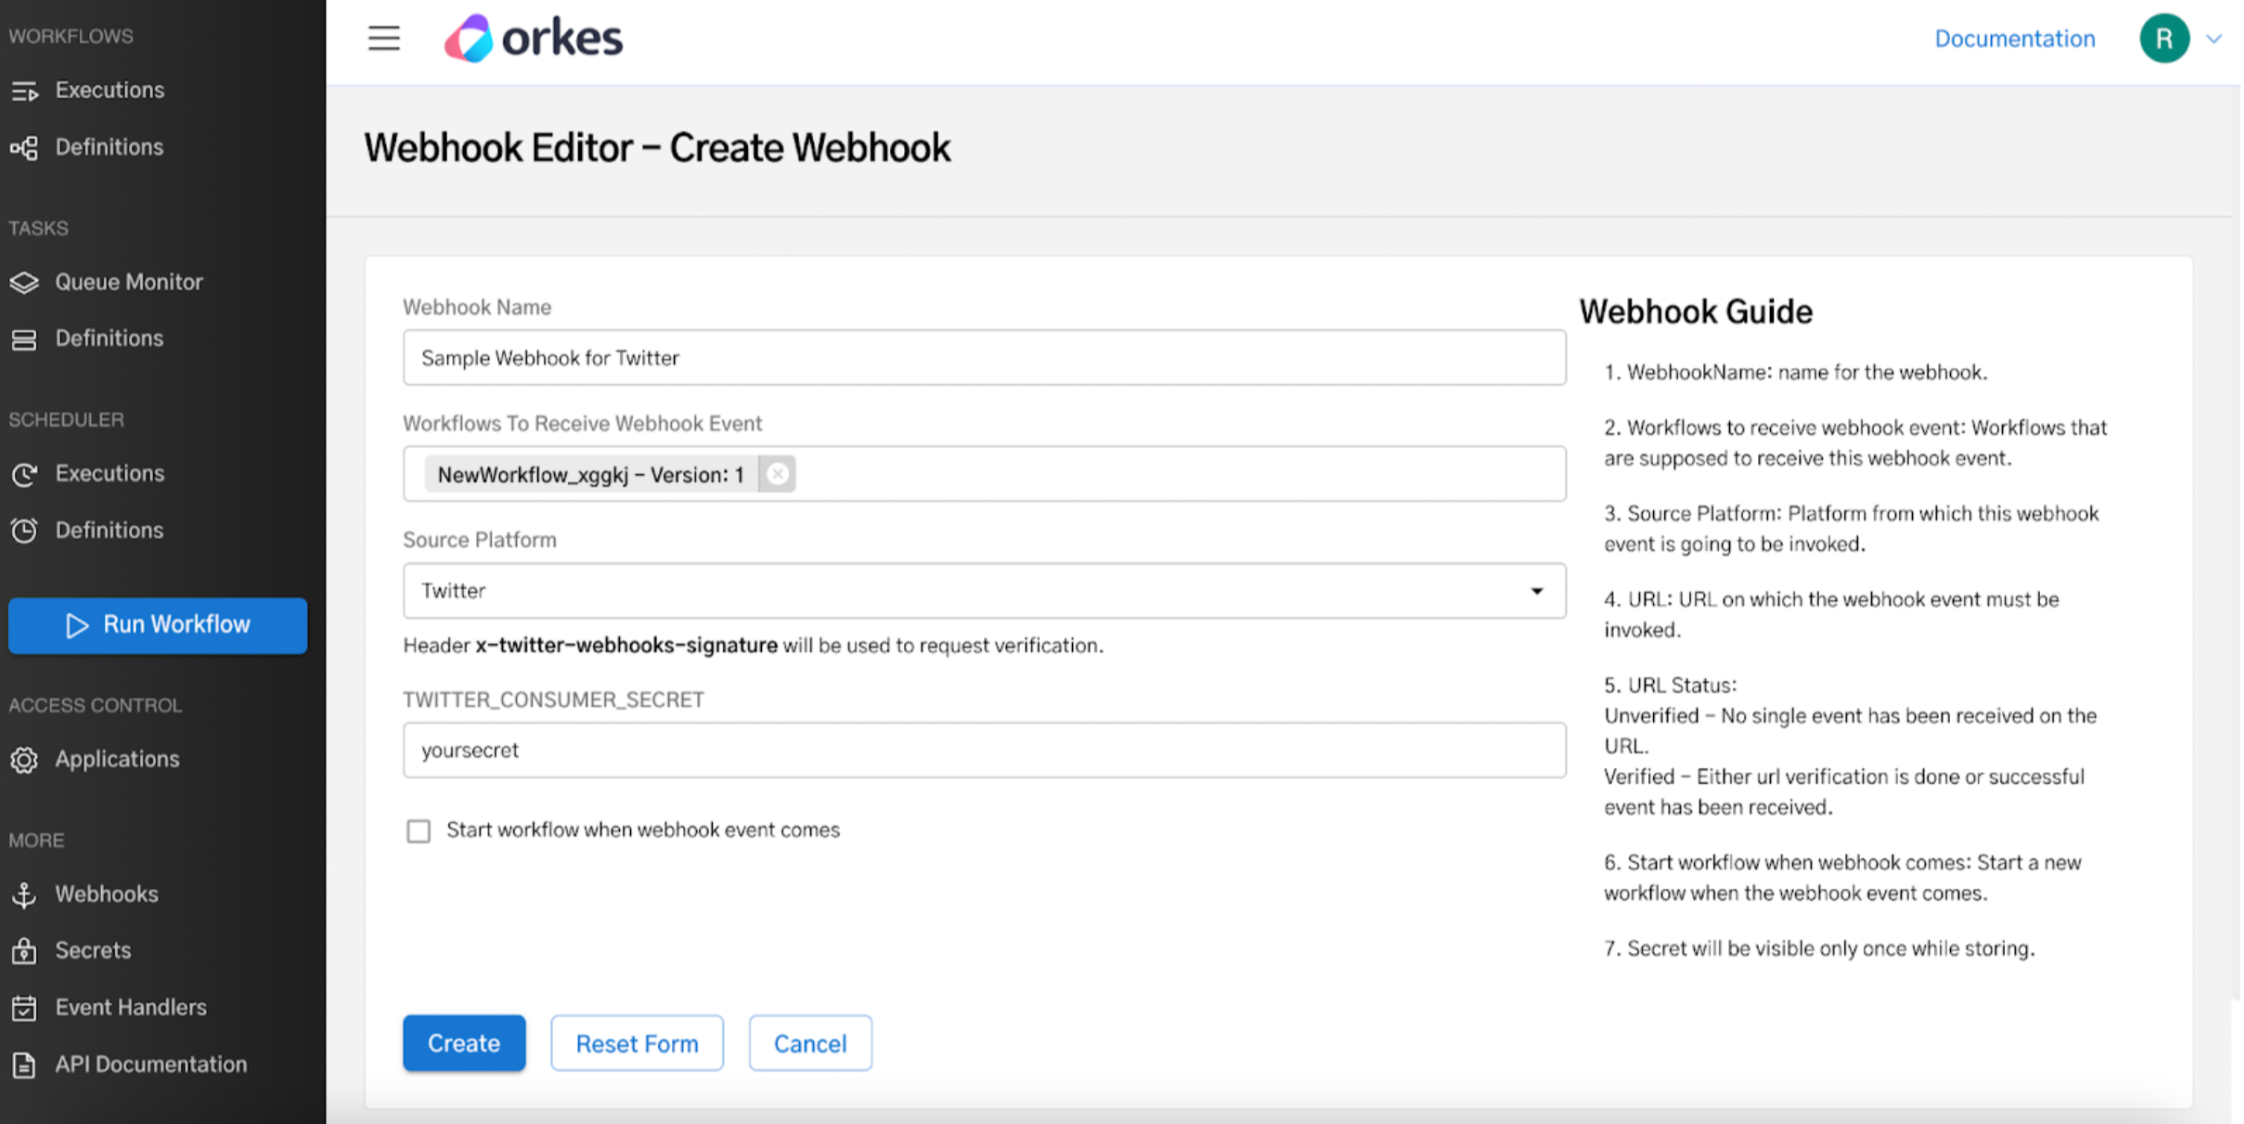 WORKFLOWS
Executions
Definitions
TASKS
Queue Monitor
Definitions
SCHEDULER
Executions
Definitions
Run Workflow
ACCESS CONTROL
Applications
MORE
Webhooks
Secrets
Event Handlers
API Documentation
orkes
Documentation
R
Webhook Editor – Create Webhook
Webhook Name
Sample Webhook for Twitter
Workflows To Receive Webhook Event
NewWorkflow_xggkj – Version: 1
Source Platform
Twitter
Header x-twitter-webhooks-signature will be used to request verification.
TWITTER_CONSUMER_SECRET
yoursecret
Start workflow when webhook event comes
Create
Reset Form
Cancel
Webhook Guide
1. WebhookName: name for the webhook.
2. Workflows to receive webhook event: Workflows that
are supposed to receive this webhook event.
3. Source Platform: Platform from which this webhook
event is going to be invoked.
4. URL: URL on which the webhook event must be
invoked.
5. URL Status:
Unverified – No single event has been received on the
URL.
Verified – Either url verification is done or successful
event has been received.
6. Start workflow when webhook comes: Start a new
workflow when the webhook event comes.
7. Secret will be visible only once while storing.